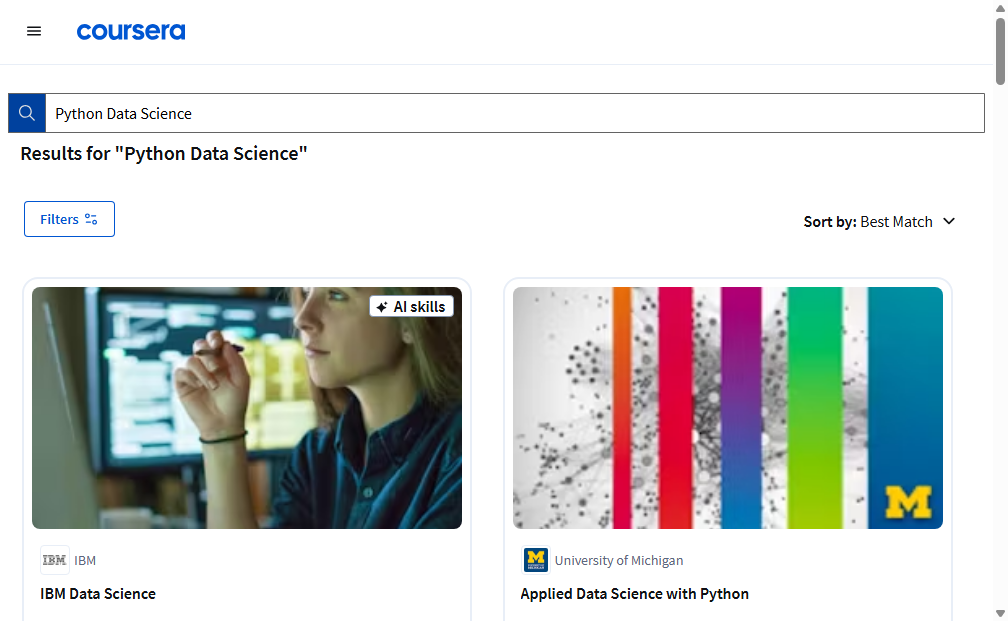 coursera
Python Data Science
Results for "Python Data Science"
Filters
Sort by: Best Match
AI skills
M
IBM IBM
IBM Data Science
M University of Michigan
Applied Data Science with Python